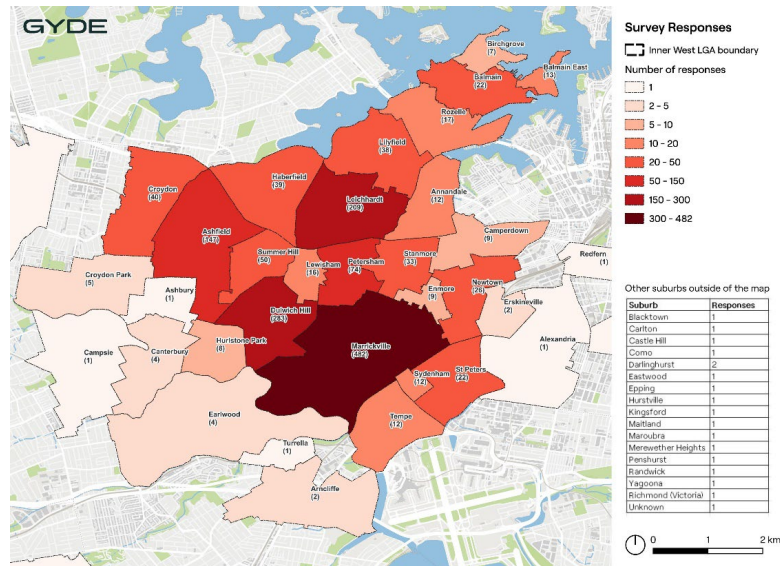 GYDE
Birchgrove
(7)
Balmain East
(13)
Balmain
(22)
Rozelle
(17)
Lilyfield
(38)
Haberfield
(39)
Croydon
(40)
Leichhardt
(209)
Annandale
(12)
Ashfield
(147)
Camperdown
(9)
Summer Hill
(50)
Lewisham
(16)
Petersham
(74)
Stanmore
(33)
Redfern
(1)
Croydon Park
(5)
Ashbury
(1)
Enmore
(9)
Newtown
(26)
Erskineville
(2)
Dulwich Hill
(263)
Hurlstone Park
(8)
Marrickville
(482)
Alexandria
(1)
Campsie
(1)
Canterbury
(4)
Sydenham
(12)
St Peters
(22)
Earlwood
(4)
Tempe
(12)
Turrella
(1)
Arncliffe
(2)
Survey Responses
Inner West LGA boundary
Number of responses
1
2 - 5
5 - 10
10 - 20
20 - 50
50 - 150
150 - 300
300 - 482
Other suburbs outside of the map
Suburb Responses
Blacktown 1
Carlton 1
Castle Hill 1
Como 1
Darlinghurst 2
Eastwood 1
Epping 1
Hurstville 1
Kingsford 1
Maitland 1
Maroubra 1
Merewether Heights 1
Penshurst 1
Randwick 1
Yagoona 1
Richmond (Victoria) 1
Unknown 1
0 1 2 km